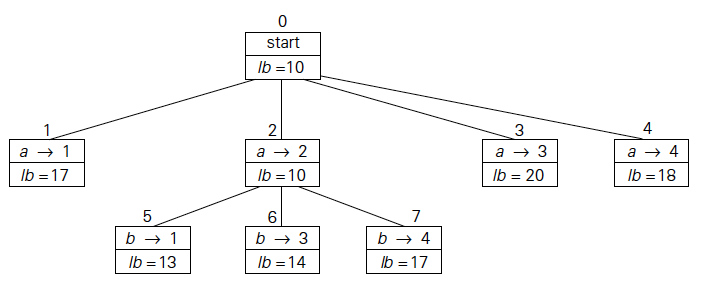 0
start
lb =10
1
2
3
4
a → 1
a → 2
a → 3
a → 4
lb =17
lb =10
lb = 20
lb =18
5
6
7
b → 1
b → 3
b → 4
lb =13
lb =14
lb =17